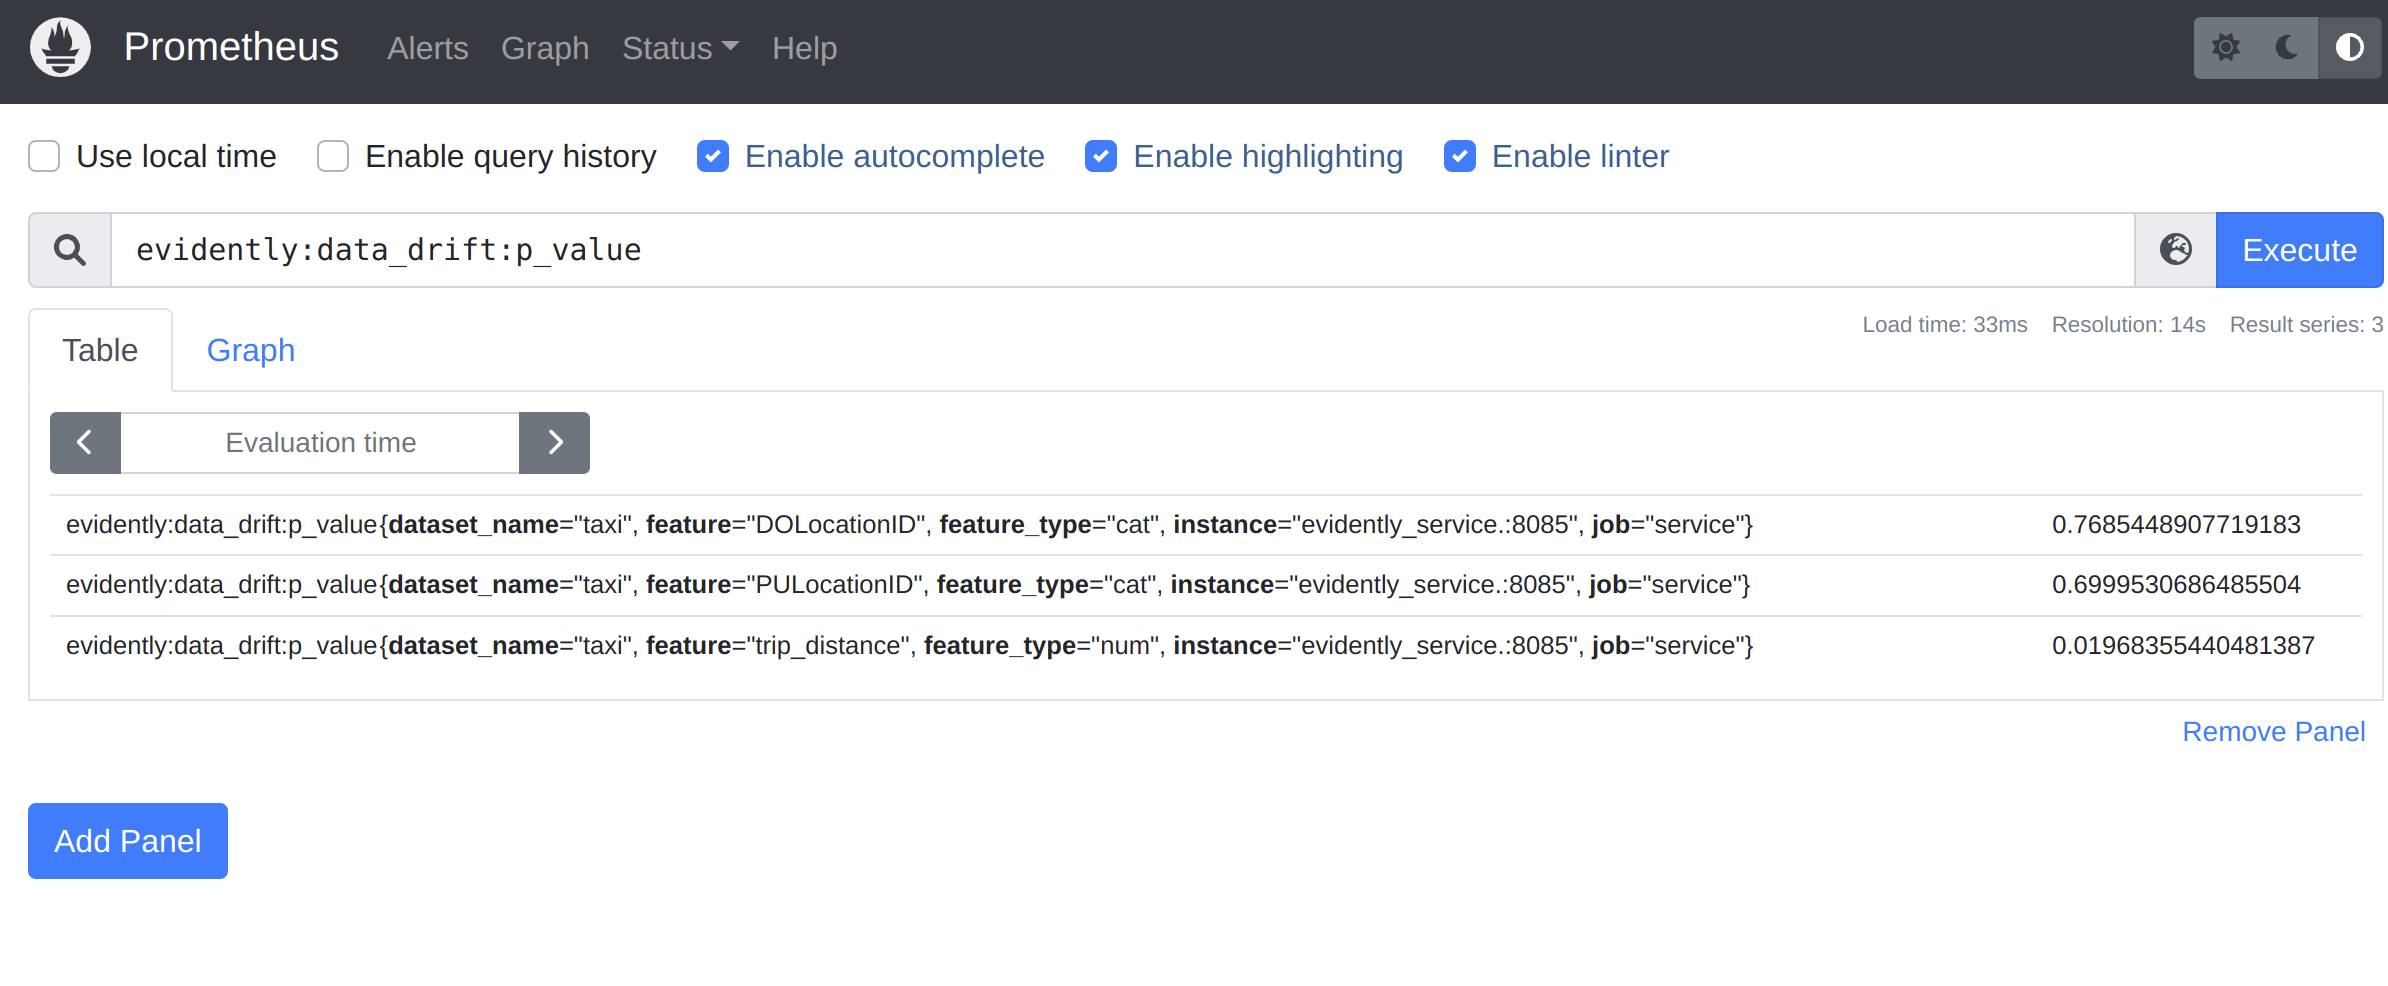 Prometheus Alerts Graph Status Help
Use local time Enable query history Enable autocomplete Enable highlighting Enable linter
evidently:data_drift:p_value Execute
Load time: 33ms Resolution: 14s Result series: 3
Table Graph
Evaluation time
evidently:data_drift:p_value{dataset_name="taxi", feature="DOLocationID", feature_type="cat", instance="evidently_service.:8085", job="service"} 0.7685448907719183
evidently:data_drift:p_value{dataset_name="taxi", feature="PULocationID", feature_type="cat", instance="evidently_service.:8085", job="service"} 0.6999530686485504
evidently:data_drift:p_value{dataset_name="taxi", feature="trip_distance", feature_type="num", instance="evidently_service.:8085", job="service"} 0.01968355440481387
Remove Panel
Add Panel